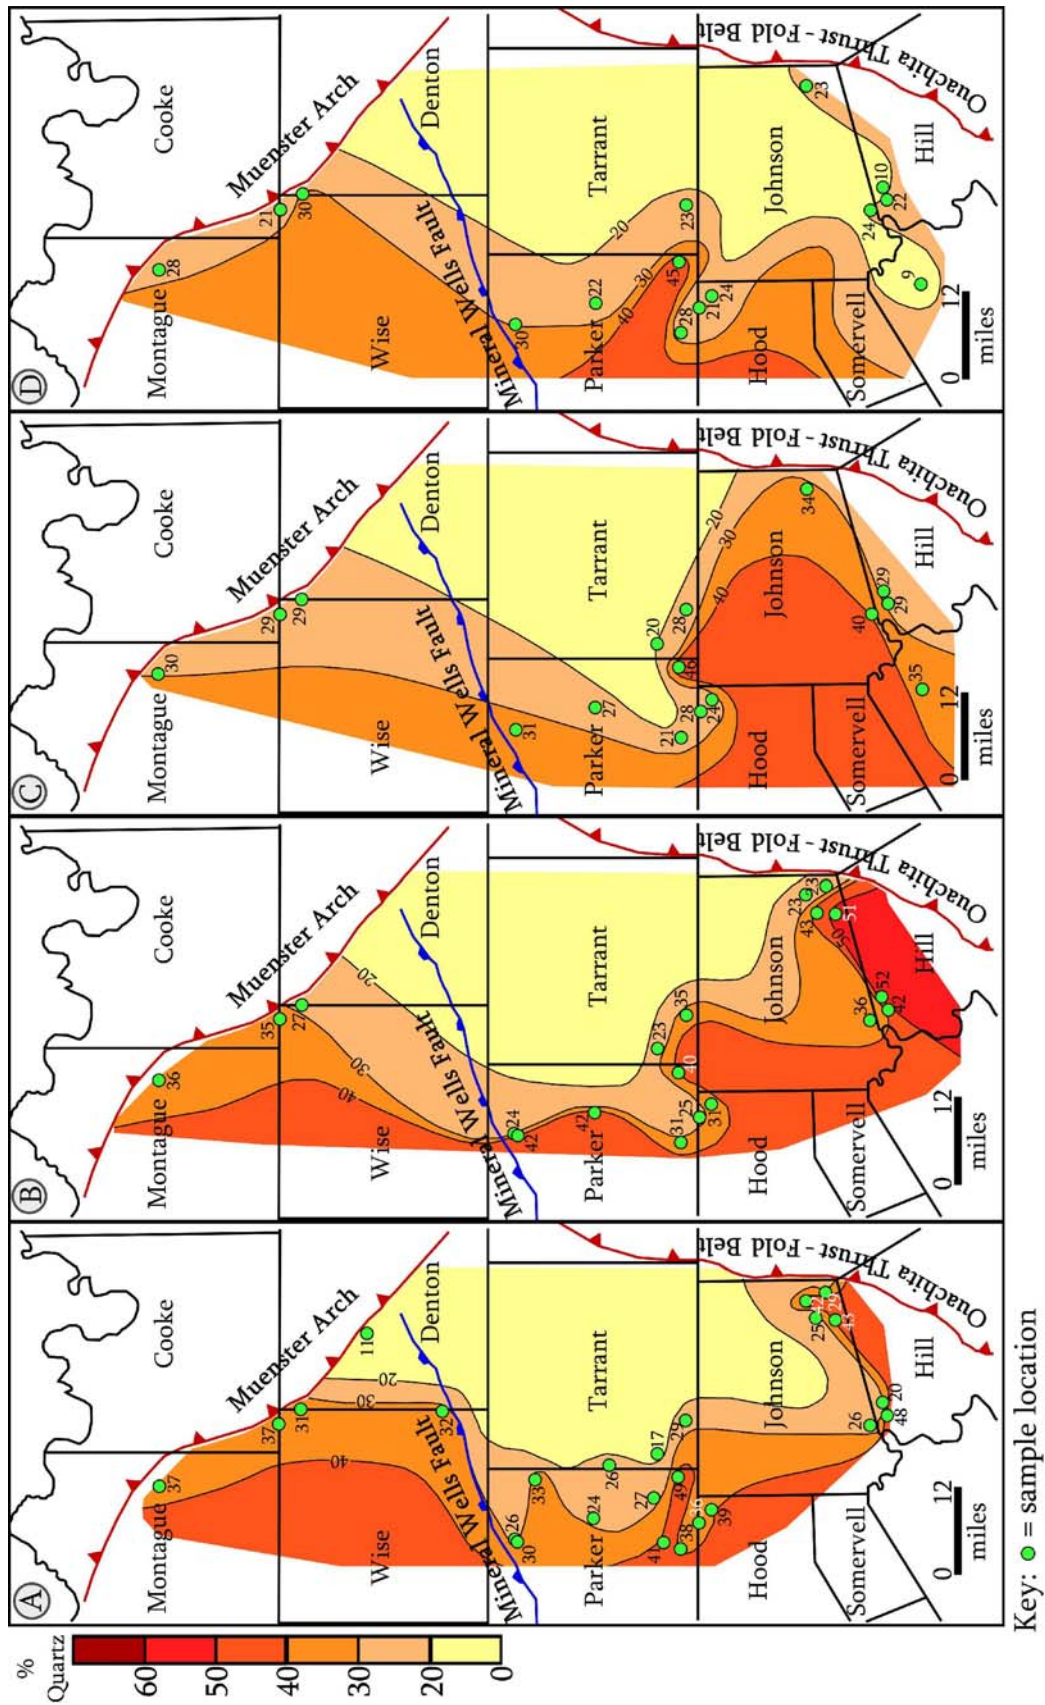 %
Quartz
60
50
40
30
20
0
A
Montague
Cooke
Muenster Arch
Wise
Denton
Mineral Wells Fault
Parker
Tarrant
Hood
Johnson
Somervell
Hill
Ouachita Thrust - Fold Belt
37
37
31
11
20
30
40
32
33
26
30
24
26
27
17
41
38
49
29
36
39
25
42
29
43
26
20
48
0 12
miles
B
Montague
Cooke
Muenster Arch
Wise
Denton
Mineral Wells Fault
Parker
Tarrant
Hood
Johnson
Somervell
Hill
Ouachita Thrust - Fold Belt
36
35
27
20
30
40
24
42
42
23
40
35
31
25
31
23
23
43
51
50
36
52
42
0 12
miles
C
Montague
Cooke
Muenster Arch
Wise
Denton
Mineral Wells Fault
Parker
Tarrant
Hood
Johnson
Somervell
Hill
Ouachita Thrust - Fold Belt
30
29
29
31
27
20
21
46
28
28
24
20
30
40
34
40
29
29
35
0 12
miles
D
Montague
Cooke
Muenster Arch
Wise
Denton
Mineral Wells Fault
Parker
Tarrant
Hood
Johnson
Somervell
Hill
Ouachita Thrust - Fold Belt
28
21
30
30
22
20
30
40
45
23
28
21
24
23
24
10
22
9
0 12
miles
Key: = sample location